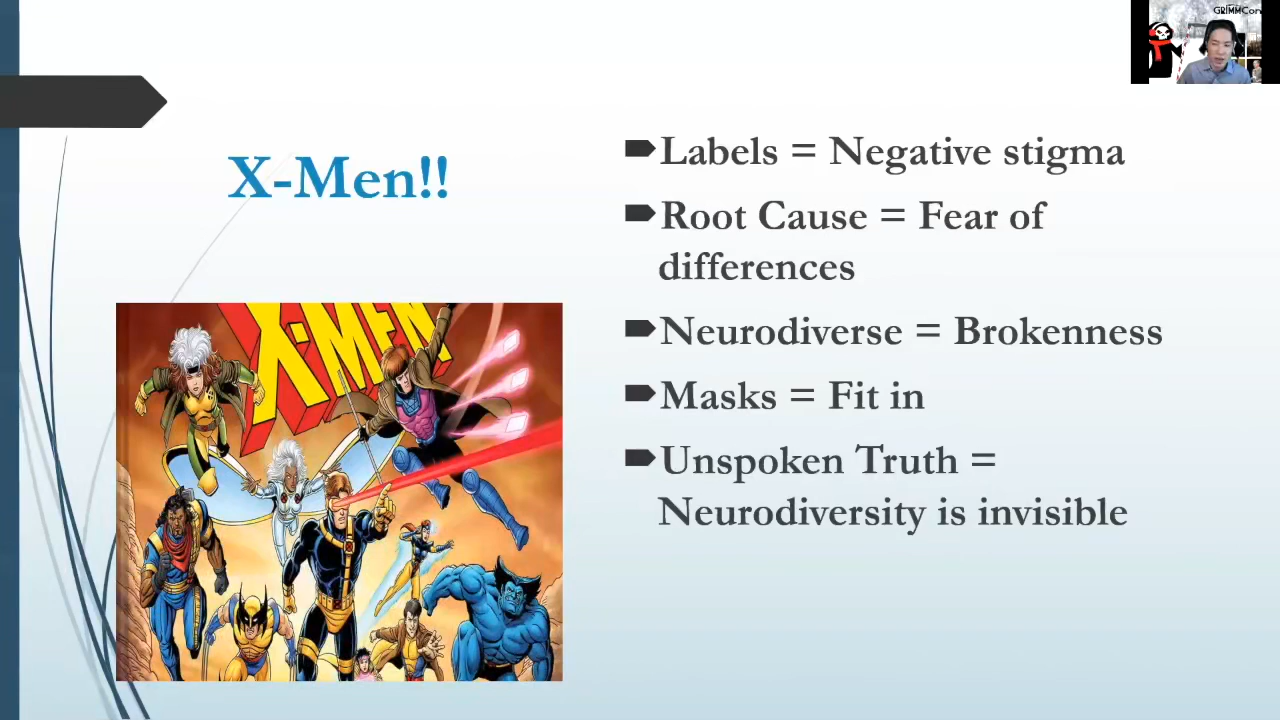 GRIMMCon
X-Men!!
X-MEN
Labels = Negative stigma
Root Cause = Fear of
differences
Neurodiverse = Brokenness
Masks = Fit in
Unspoken Truth =
Neurodiversity is invisible